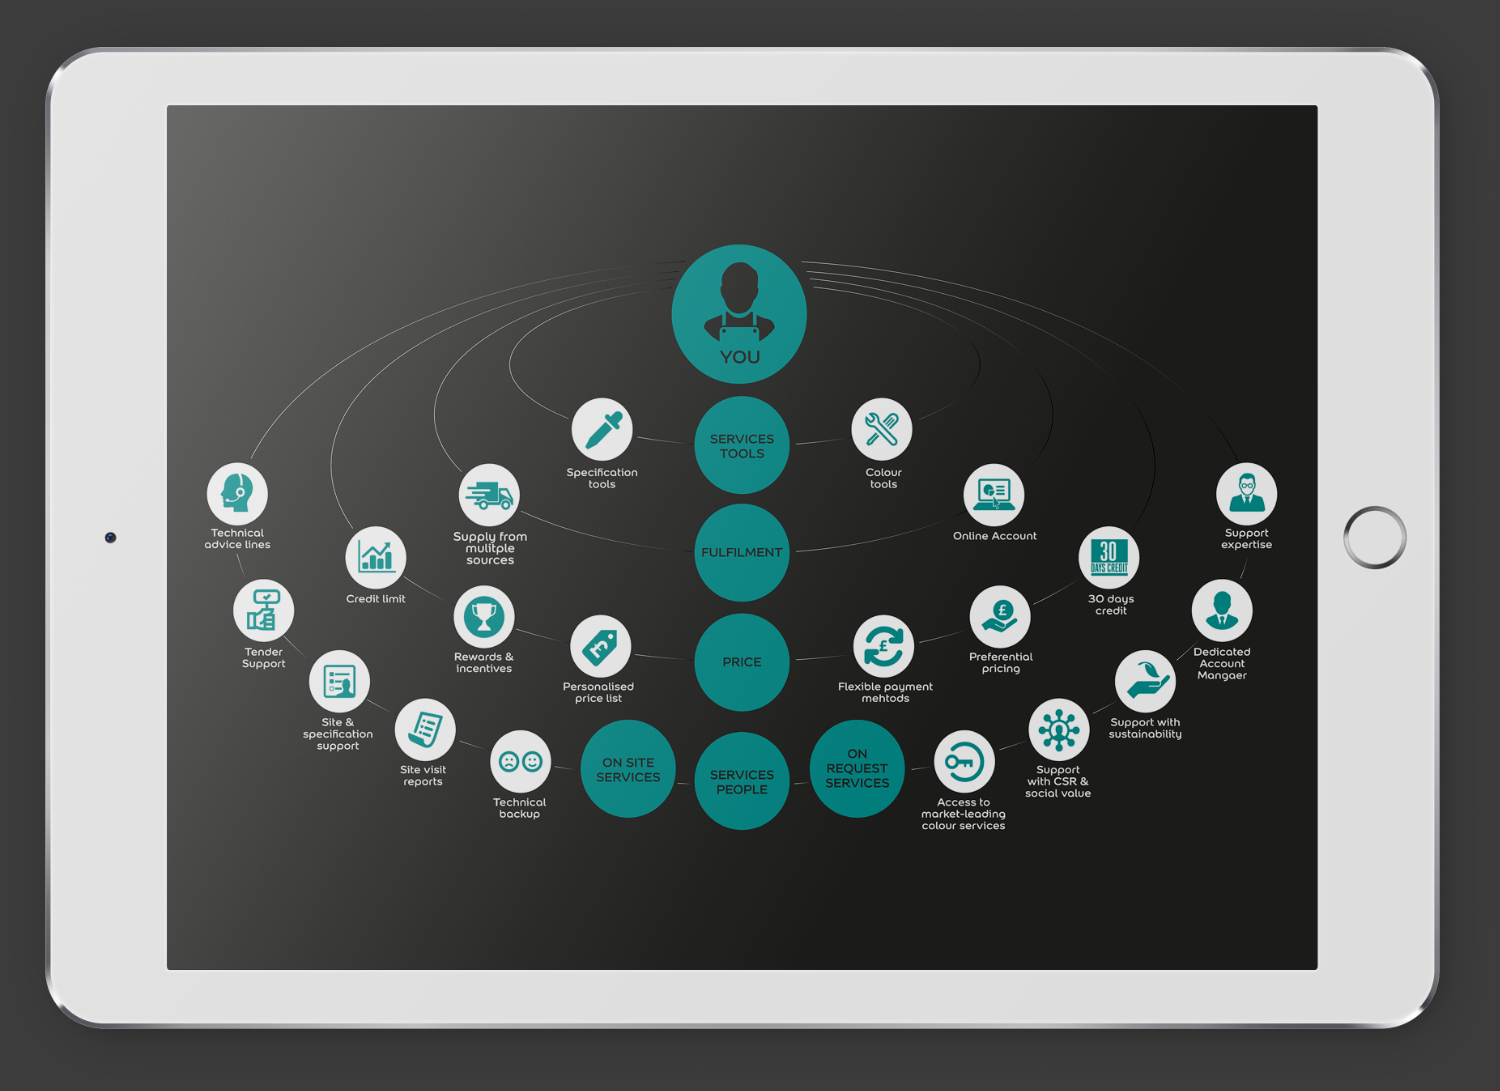 YOU
SERVICES
TOOLS
Specification
tools
Colour
tools
FULFILMENT
Supply from
mulitple
sources
Online Account
PRICE
Credit limit
Rewards &
incentives
Personalised
price list
Flexible payment
mehtods
£
Preferential
pricing
£
30 days
credit
30
DAYS CREDIT
Technical
advice lines
Tender
Support
Site &
specification
support
Site visit
reports
Technical
backup
ON SITE
SERVICES
SERVICES
PEOPLE
ON
REQUEST
SERVICES
Access to
market-leading
colour services
Support
with CSR &
social value
Support with
sustainability
Dedicated
Account
Mangaer
Support
expertise
£